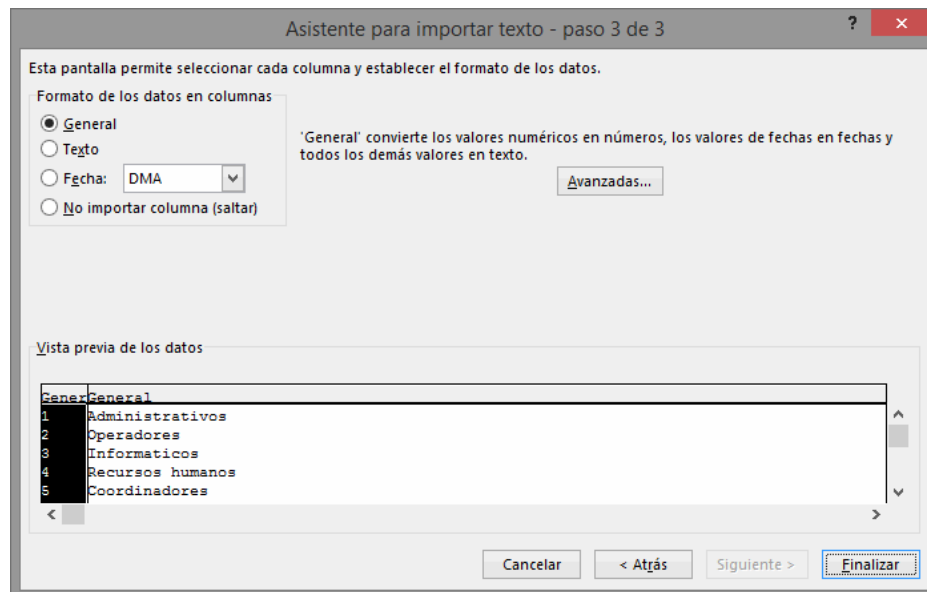 Asistente para importar texto - paso 3 de 3
?
Esta pantalla permite seleccionar cada columna y establecer el formato de los datos.
Formato de los datos en columnas
General
Texto
Fecha: DMA
No importar columna (saltar)
'General' convierte los valores numéricos en números, los valores de fechas en fechas y
todos los demás valores en texto.
Avanzadas...
Vista previa de los datos
GenerGeneral
1 Administrativos
2 Operadores
3 Informaticos
4 Recursos humanos
5 Coordinadores
Cancelar < Atrás Siguiente > Finalizar